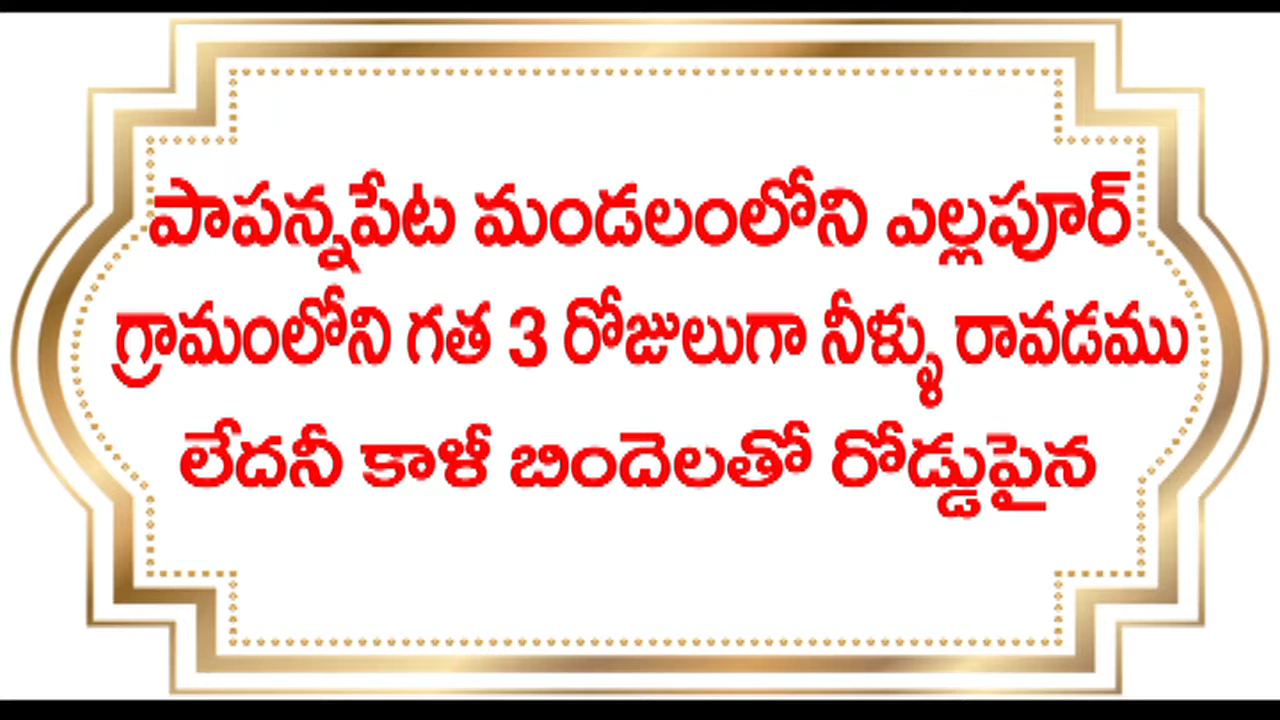 పాపన్నపేట మండలంలోని ఎల్లపూర్
గ్రామంలోని గత 3 రోజులుగా నీళ్ళు రావడము
లేదనీ కాళీ బిందెలతో రోడ్డుపైన